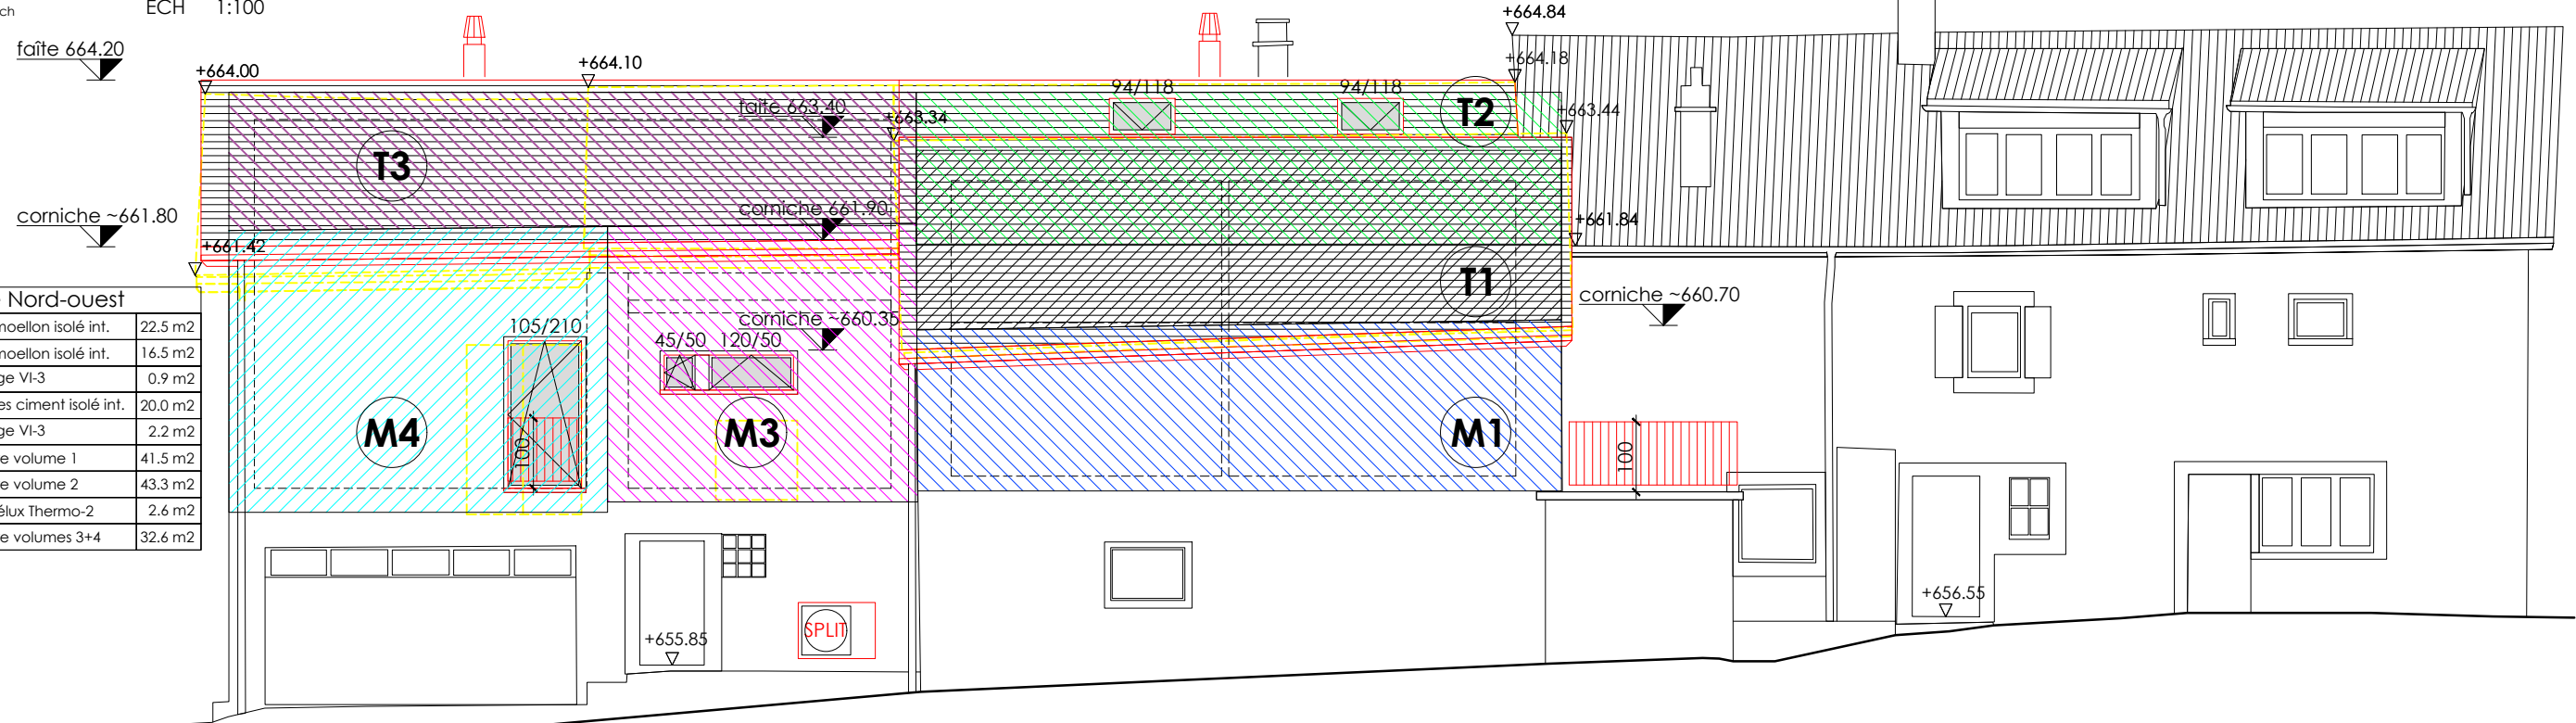 ch
ECH 1:100
faîte 664.20
+664.00
+664.10
+664.84
+664.18
94/118
94/118
T2
faîte 663.40
+663.34
+663.44
T3
corniche ~661.80
corniche 661.90
+661.84
+661.42
T1
Nord-ouest
moellon isolé int. 22.5 m2
moellon isolé int. 16.5 m2
ge VI-3 0.9 m2
es ciment isolé int. 20.0 m2
ge VI-3 2.2 m2
e volume 1 41.5 m2
e volume 2 43.3 m2
élux Thermo-2 2.6 m2
e volumes 3+4 32.6 m2
corniche ~660.70
corniche ~660.35
105/210
45/50 120/50
M4
M3
M1
100
100
+656.55
SPLIT
+655.85